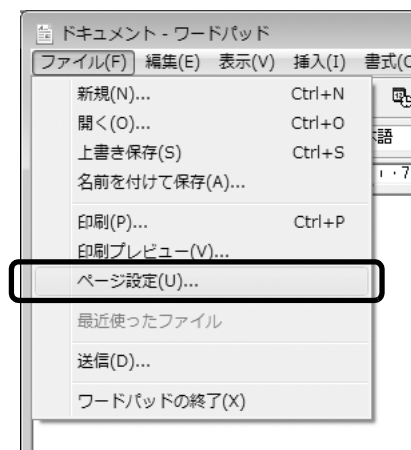 ドキュメント - ワードパッド
ファイル(F) 編集(E) 表示(V) 挿入(I) 書式(O
新規(N)... Ctrl+N
開く(O)... Ctrl+O
上書き保存(S) Ctrl+S
名前を付けて保存(A)...
印刷(P)... Ctrl+P
印刷プレビュー(V)...
ページ設定(U)...
最近使ったファイル
送信(D)...
ワードパッドの終了(X)
語
7